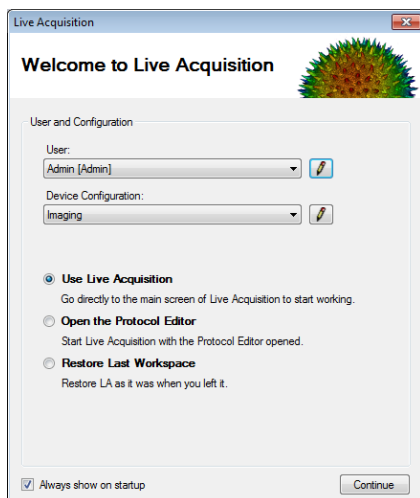 Live Acquisition
Welcome to Live Acquisition
User and Configuration
User:
Admin [Admin]
Device Configuration:
Imaging
Use Live Acquisition
Go directly to the main screen of Live Acquisition to start working.
Open the Protocol Editor
Start Live Acquisition with the Protocol Editor opened.
Restore Last Workspace
Restore LA as it was when you left it.
Always show on startup
Continue